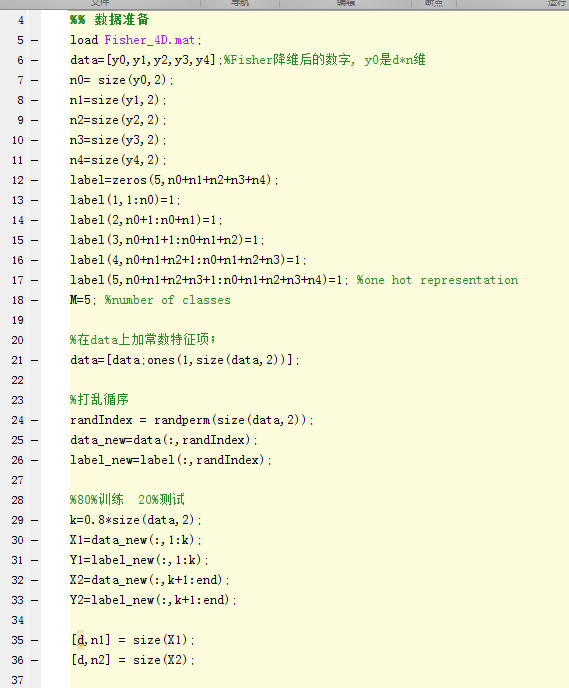 文件 导航 编辑 断点 运行
4 %% 数据准备
5 — load Fisher_4D.mat;
6 — data=[y0,y1,y2,y3,y4];%Fisher降维后的数字, y0是d*n维
7 — n0= size(y0,2);
8 — n1=size(y1,2);
9 — n2=size(y2,2);
10 — n3=size(y3,2);
11 — n4=size(y4,2);
12 — label=zeros(5,n0+n1+n2+n3+n4);
13 — label(1,1:n0)=1;
14 — label(2,n0+1:n0+n1)=1;
15 — label(3,n0+n1+1:n0+n1+n2)=1;
16 — label(4,n0+n1+n2+1:n0+n1+n2+n3)=1;
17 — label(5,n0+n1+n2+n3+1:n0+n1+n2+n3+n4)=1; %one hot representation
18 — M=5; %number of classes
19
20 %在data上加常数特征项;
21 — data=[data;ones(1,size(data,2))];
22
23 %打乱循序
24 — randIndex = randperm(size(data,2));
25 — data_new=data(:,randIndex);
26 — label_new=label(:,randIndex);
27
28 %80%训练 20%测试
29 — k=0.8*size(data,2);
30 — X1=data_new(:,1:k);
31 — Y1=label_new(:,1:k);
32 — X2=data_new(:,k+1:end);
33 — Y2=label_new(:,k+1:end);
34
35 — [d,n1] = size(X1);
36 — [d,n2] = size(X2);
37